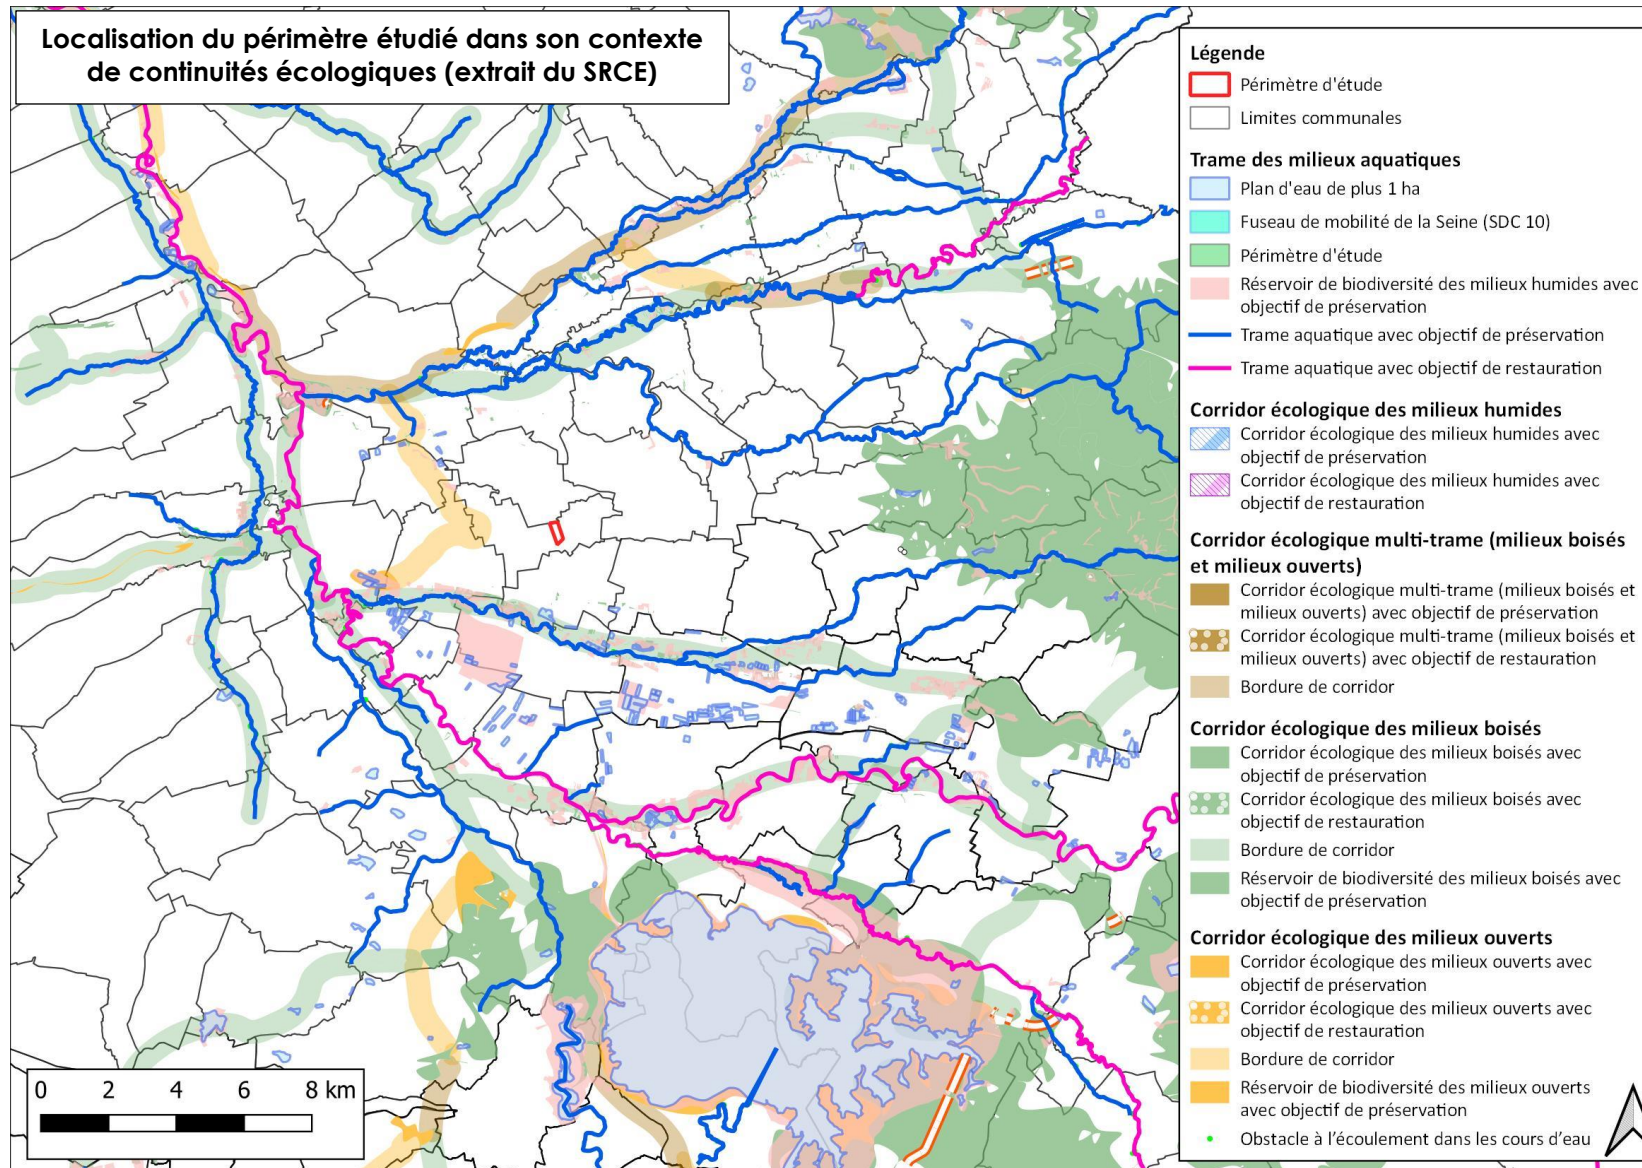 Localisation du périmètre étudié dans son contexte
de continuités écologiques (extrait du SRCE)
Légende
Périmètre d'étude
Limites communales
Trame des milieux aquatiques
Plan d'eau de plus 1 ha
Fuseau de mobilité de la Seine (SDC 10)
Périmètre d'étude
Réservoir de biodiversité des milieux humides avec
objectif de préservation
Trame aquatique avec objectif de préservation
Trame aquatique avec objectif de restauration
Corridor écologique des milieux humides
Corridor écologique des milieux humides avec
objectif de préservation
Corridor écologique des milieux humides avec
objectif de restauration
Corridor écologique multi-trame (milieux boisés
et milieux ouverts)
Corridor écologique multi-trame (milieux boisés et
milieux ouverts) avec objectif de préservation
Corridor écologique multi-trame (milieux boisés et
milieux ouverts) avec objectif de restauration
Bordure de corridor
Corridor écologique des milieux boisés
Corridor écologique des milieux boisés avec
objectif de préservation
Corridor écologique des milieux boisés avec
objectif de restauration
Bordure de corridor
Réservoir de biodiversité des milieux boisés avec
objectif de préservation
Corridor écologique des milieux ouverts
Corridor écologique des milieux ouverts avec
objectif de préservation
Corridor écologique des milieux ouverts avec
objectif de restauration
Bordure de corridor
Réservoir de biodiversité des milieux ouverts
avec objectif de préservation
Obstacle à l'écoulement dans les cours d'eau
0 2 4 6 8 km